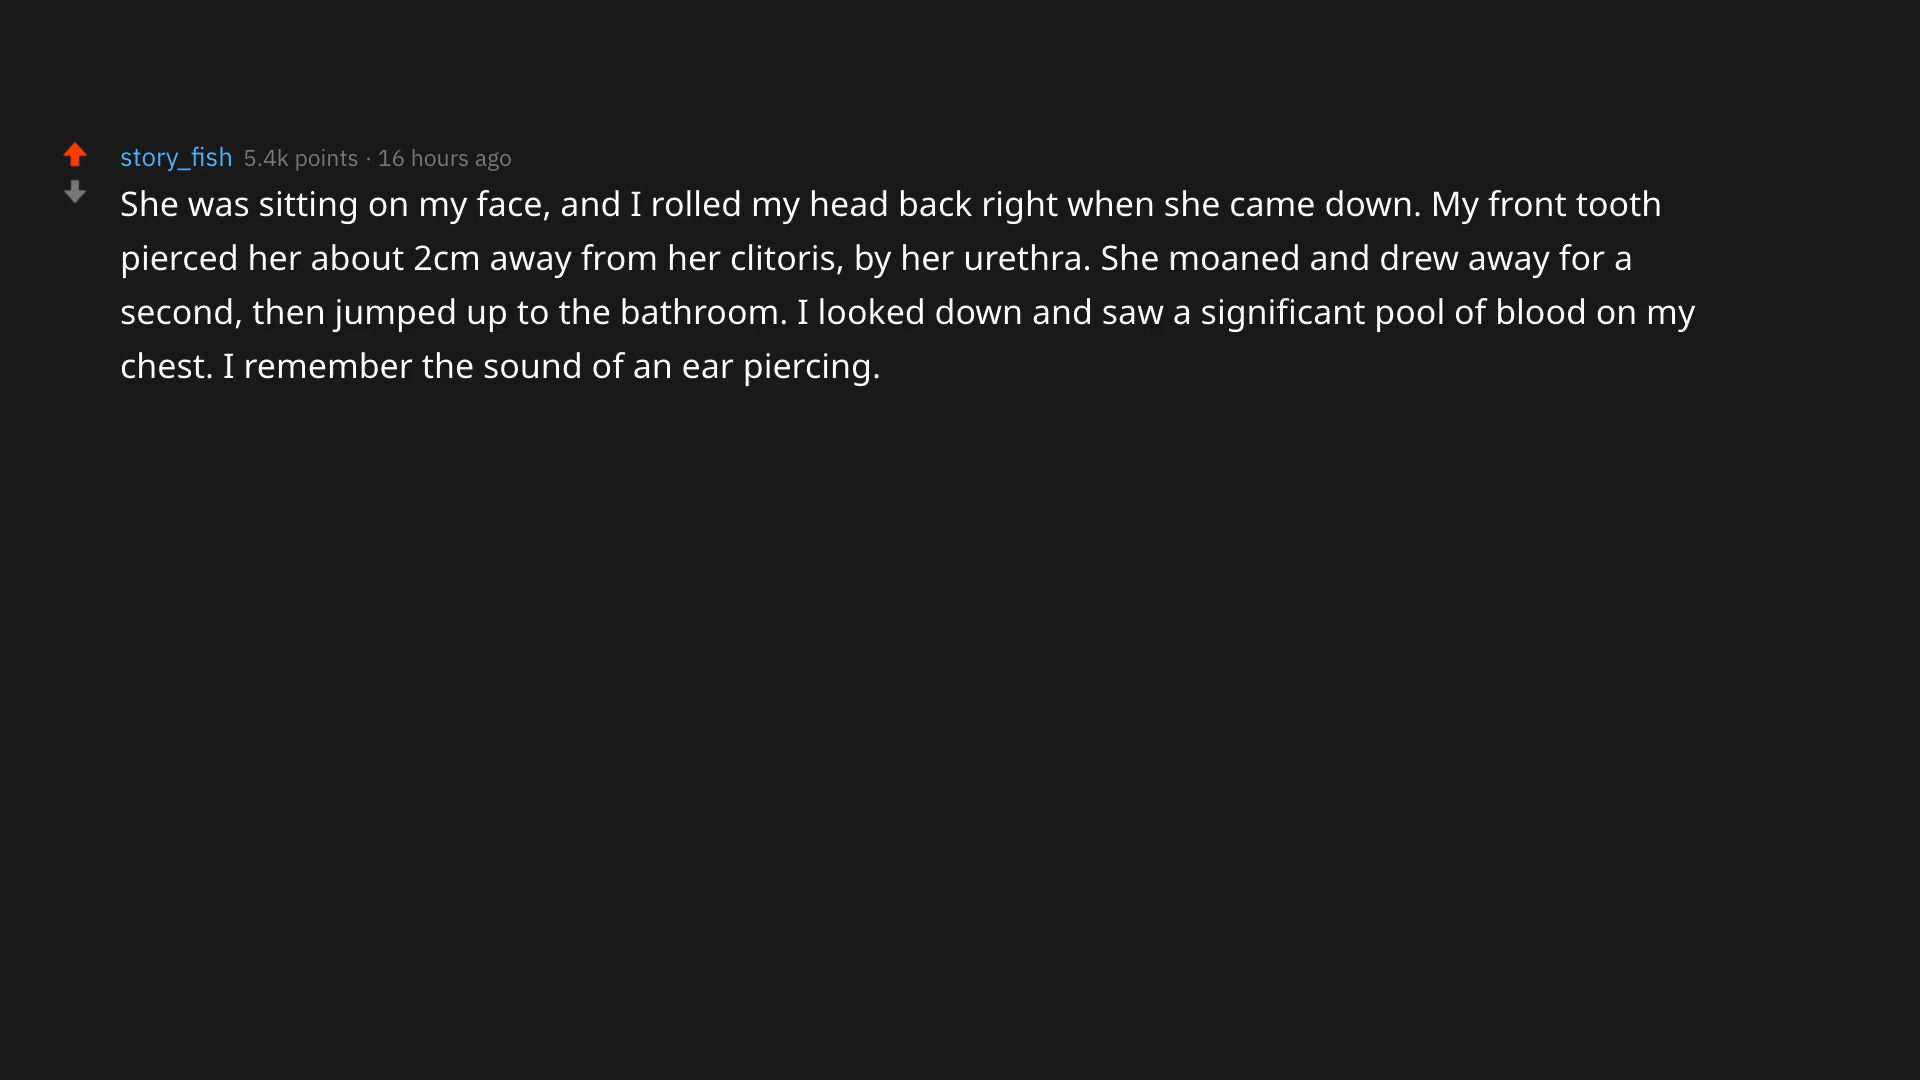 story_fish 5.4k points · 16 hours ago
She was sitting on my face, and I rolled my head back right when she came down. My front tooth
pierced her about 2cm away from her clitoris, by her urethra. She moaned and drew away for a
second, then jumped up to the bathroom. I looked down and saw a significant pool of blood on my
chest. I remember the sound of an ear piercing.